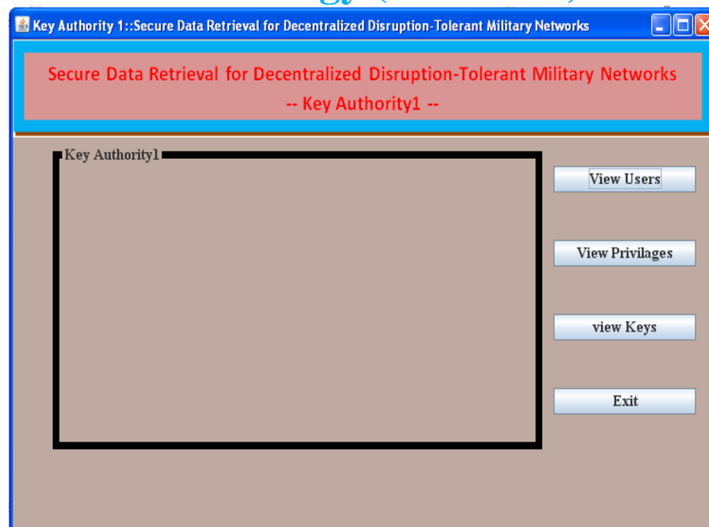 Key Authority 1::Secure Data Retrieval for Decentralized Disruption-Tolerant Military Networks
Secure Data Retrieval for Decentralized Disruption-Tolerant Military Networks
-- Key Authority1 --
Key Authority1
View Users
View Privilages
view Keys
Exit